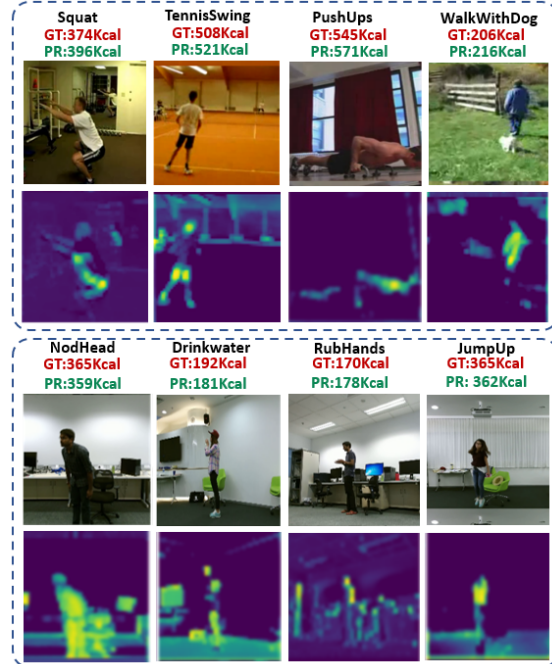 Squat
GT:374Kcal
PR:396Kcal
TennisSwing
GT:508Kcal
PR:521Kcal
PushUps
GT:545Kcal
PR:571Kcal
WalkWithDog
GT:206Kcal
PR:216Kcal
NodHead
GT:365Kcal
PR:359Kcal
Drinkwater
GT:192Kcal
PR:181Kcal
RubHands
GT:170Kcal
PR:178Kcal
JumpUp
GT:365Kcal
PR: 362Kcal